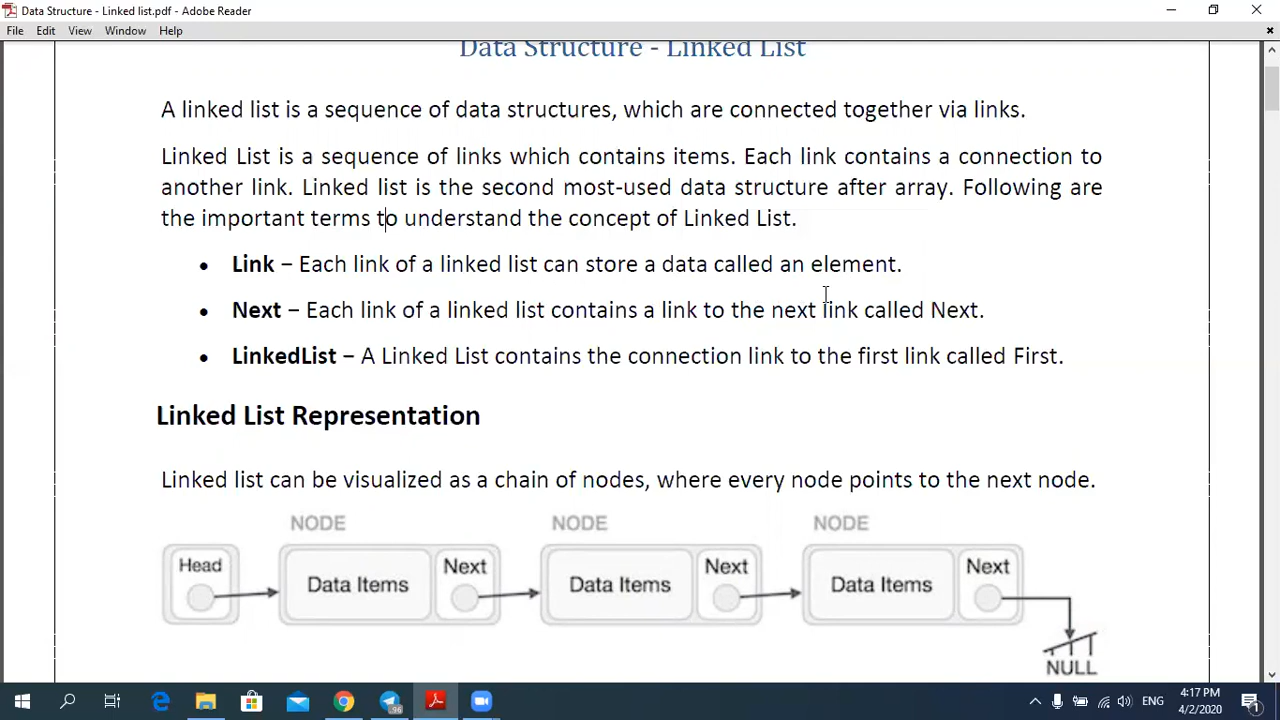 Data Structure - Linked list.pdf - Adobe Reader
File Edit View Window Help
Data Structure - Linked List
A linked list is a sequence of data structures, which are connected together via links.
Linked List is a sequence of links which contains items. Each link contains a connection to
another link. Linked list is the second most-used data structure after array. Following are
the important terms to understand the concept of Linked List.
• Link – Each link of a linked list can store a data called an element.
• Next – Each link of a linked list contains a link to the next link called Next.
• LinkedList – A Linked List contains the connection link to the first link called First.
Linked List Representation
Linked list can be visualized as a chain of nodes, where every node points to the next node.
NODE NODE NODE
Head Data Items Next Data Items Next Data Items Next
NULL
96 ENG 4:17 PM
4/2/2020 1